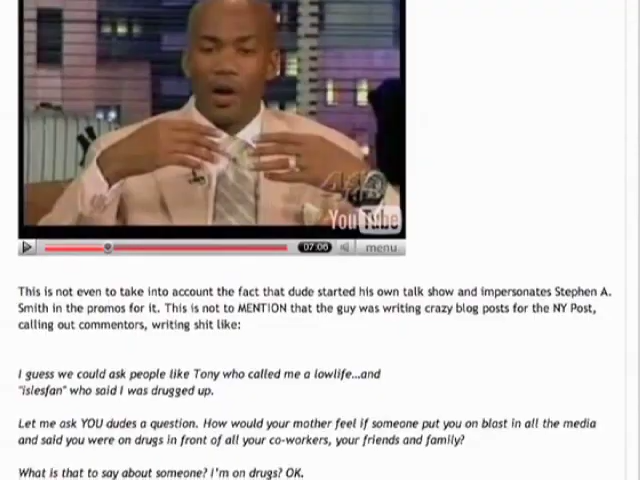 442
YouTube
07:06
menu
This is not even to take into account the fact that dude started his own talk show and impersonates Stephen A.
Smith in the promos for it. This is not to MENTION that the guy was writing crazy blog posts for the NY Post,
calling out commentors, writing shit like:
I guess we could ask people like Tony who called me a lowlife...and
"islesfan" who said I was drugged up.
Let me ask YOU dudes a question. How would your mother feel if someone put you on blast in all the media
and said you were on drugs in front of all your co-workers, your friends and family?
What is that to say about someone? I'm on drugs? OK.